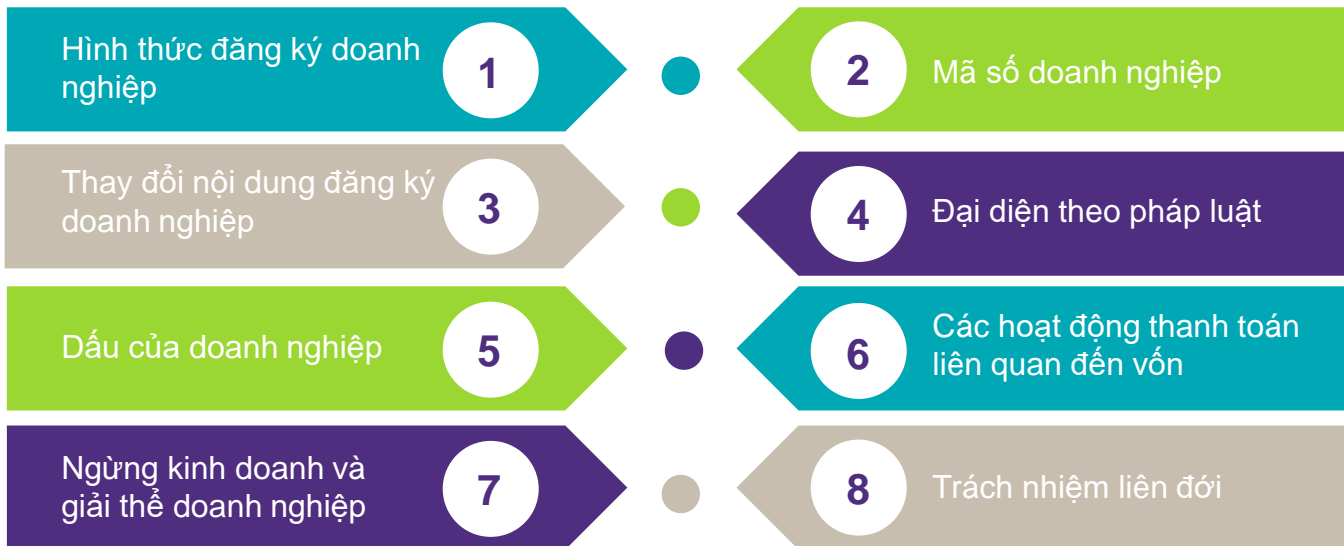 Hình thức đăng ký doanh
nghiệp
1
2
Mã số doanh nghiệp
Thay đổi nội dung đăng ký
doanh nghiệp
3
4
Đại diện theo pháp luật
Dấu của doanh nghiệp
5
6
Các hoạt động thanh toán
liên quan đến vốn
Ngừng kinh doanh và
giải thể doanh nghiệp
7
8
Trách nhiệm liên đới